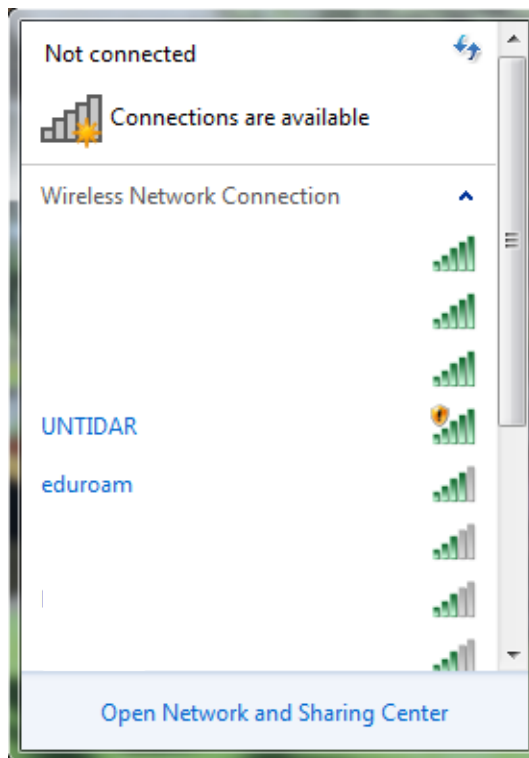 Not connected
Connections are available
Wireless Network Connection
UNTIDAR
eduroam
Open Network and Sharing Center